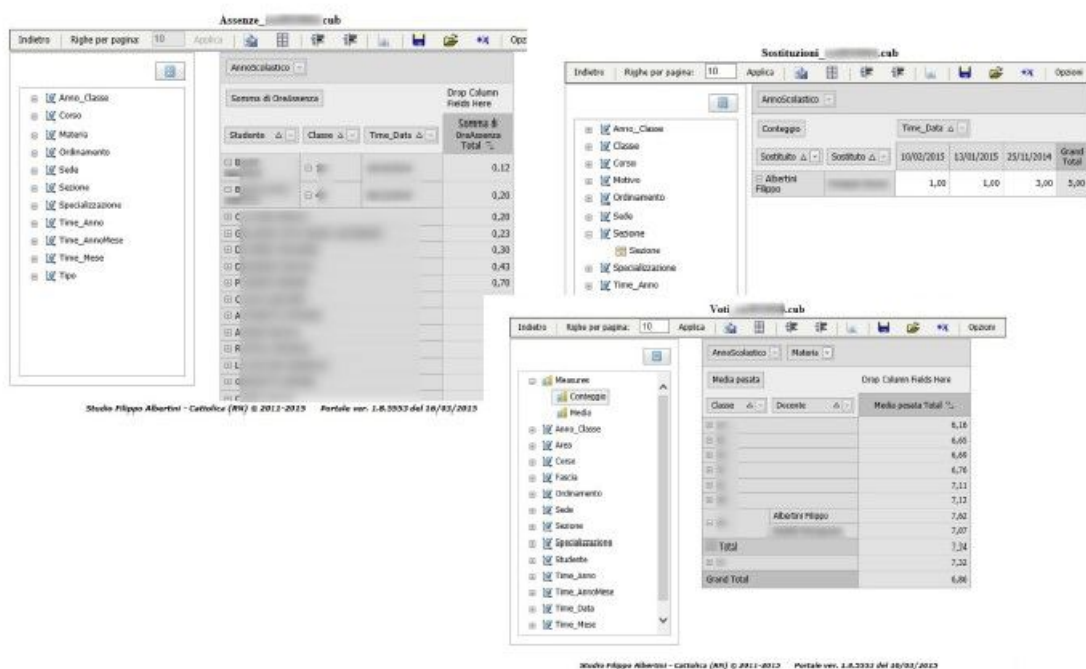 Assenze_ .cub
Indietro Righe per pagina: 10 Applica Opz
AnnoScolastico
Somma di OreAssenza
Drop Column Fields Here
Studente Classe Time_Data
Somma di OreAssenza Total
Anno_Classe
Corso
Materia
Ordinamento
Sede
Sezione
Specializzazione
Time_Anno
Time_AnnoMese
Time_Mese
Tipo
B
0,12
B
0,20
C 0,20
G 0,23
D 0,30
D 0,43
P 0,70
C
A
A
R
L
G
Studio Filippo Albertini - Cattolica (RN) © 2011-2015 Portale ver. 1.8.5553 del 16/03/2015
Sostituzioni_ .cub
Indietro Righe per pagina: 10 Applica Opzioni
AnnoScolastico
Conteggio Time_Data
Sostituito Sostituto 10/02/2015 13/01/2015 25/11/2014 Grand Total
Albertini Filippo 1,00 1,00 3,00 5,00
Anno_Classe
Classe
Corso
Motivo
Ordinamento
Sede
Sezione
Sezione
Specializzazione
Time_Anno
Voti_ .cub
Indietro Righe per pagina: 10 Applica Opzioni
AnnoScolastico Materia
Media pesata Drop Column Fields Here
Classe Docente Media pesata Total
Measures
Conteggio
Media
Anno_Classe
Area
Corso
Fascia
Ordinamento
Sede
Sezione
Specializzazione
Studente
Time_Anno
Time_AnnoMese
Time_Data
Time_Mese
6,16
6,65
6,69
6,76
7,11
7,12
Albertini Filippo 7,62
7,07
Total 7,24
7,32
Grand Total 6,86
Studio Filippo Albertini - Cattolica (RN) © 2011-2015 Portale ver. 1.8.5553 del 16/03/2015